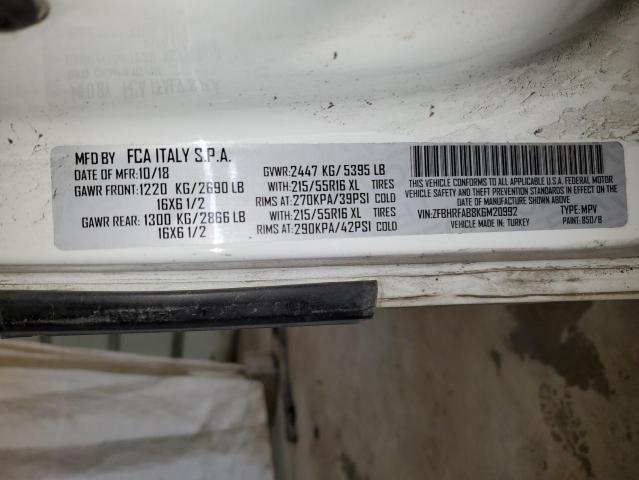 MFD BY FCA ITALY S.P.A.
DATE OF MFR:10/18 GVWR:2447 KG/ 5395 LB
GAWR FRONT:1220 KG/2690 LB WITH:215/55R16 XL TIRES
16X6 1/2 RIMS AT:270KPA/39PSI COLD
GAWR REAR: 1300 KG/2866 LB WITH:215/55R16 XL TIRES
16X6 1/2 RIMS AT:290KPA/42PSI COLD
THIS VEHICLE CONFORMS TO ALL APPLICABLE U.S.A. FEDERAL MOTOR
VEHICLE SAFETY, BUMPER AND THEFT PREVENTION STANDARDS IN EFFECT ON THE
DATE OF MANUFACTURE SHOWN ABOVE.
VIN:ZFBHRFAB8K6M20992 TYPE:MPV
VEHICLE MADE IN: TURKEY PAINT: 850/B